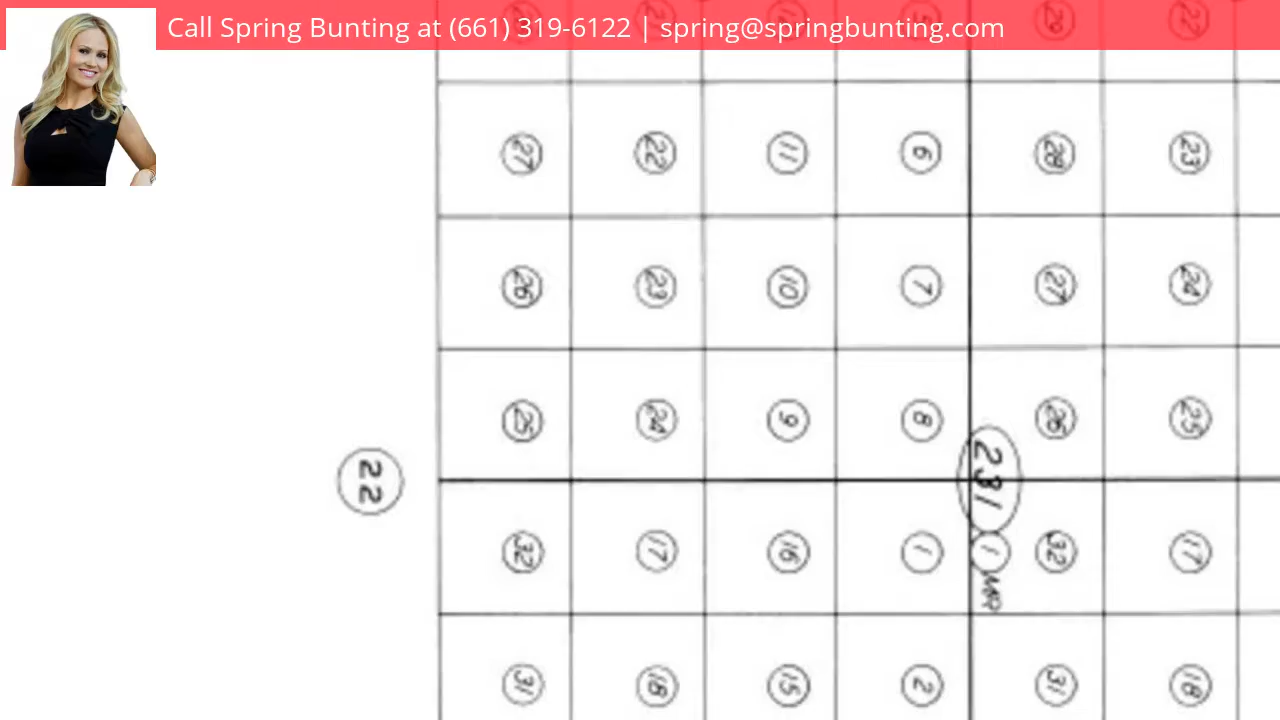 Call Spring Bunting at (661) 319-6122 | spring@springbunting.com
27 22 11 6 28 23
26 23 10 7 27 24
25 24 9 8 26 25
22
231
32 17 16 1 1 32 17
MAP
31 18 15 2 31 18